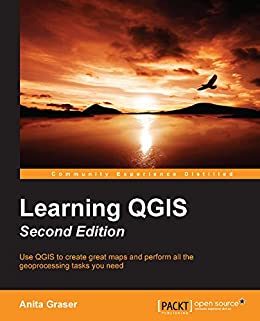 Community Experience Distilled
Learning QGIS
Second Edition
Use QGIS to create great maps and perform all the
geoprocessing tasks you need
Anita Graser
PACKT
PUBLISHING
open source